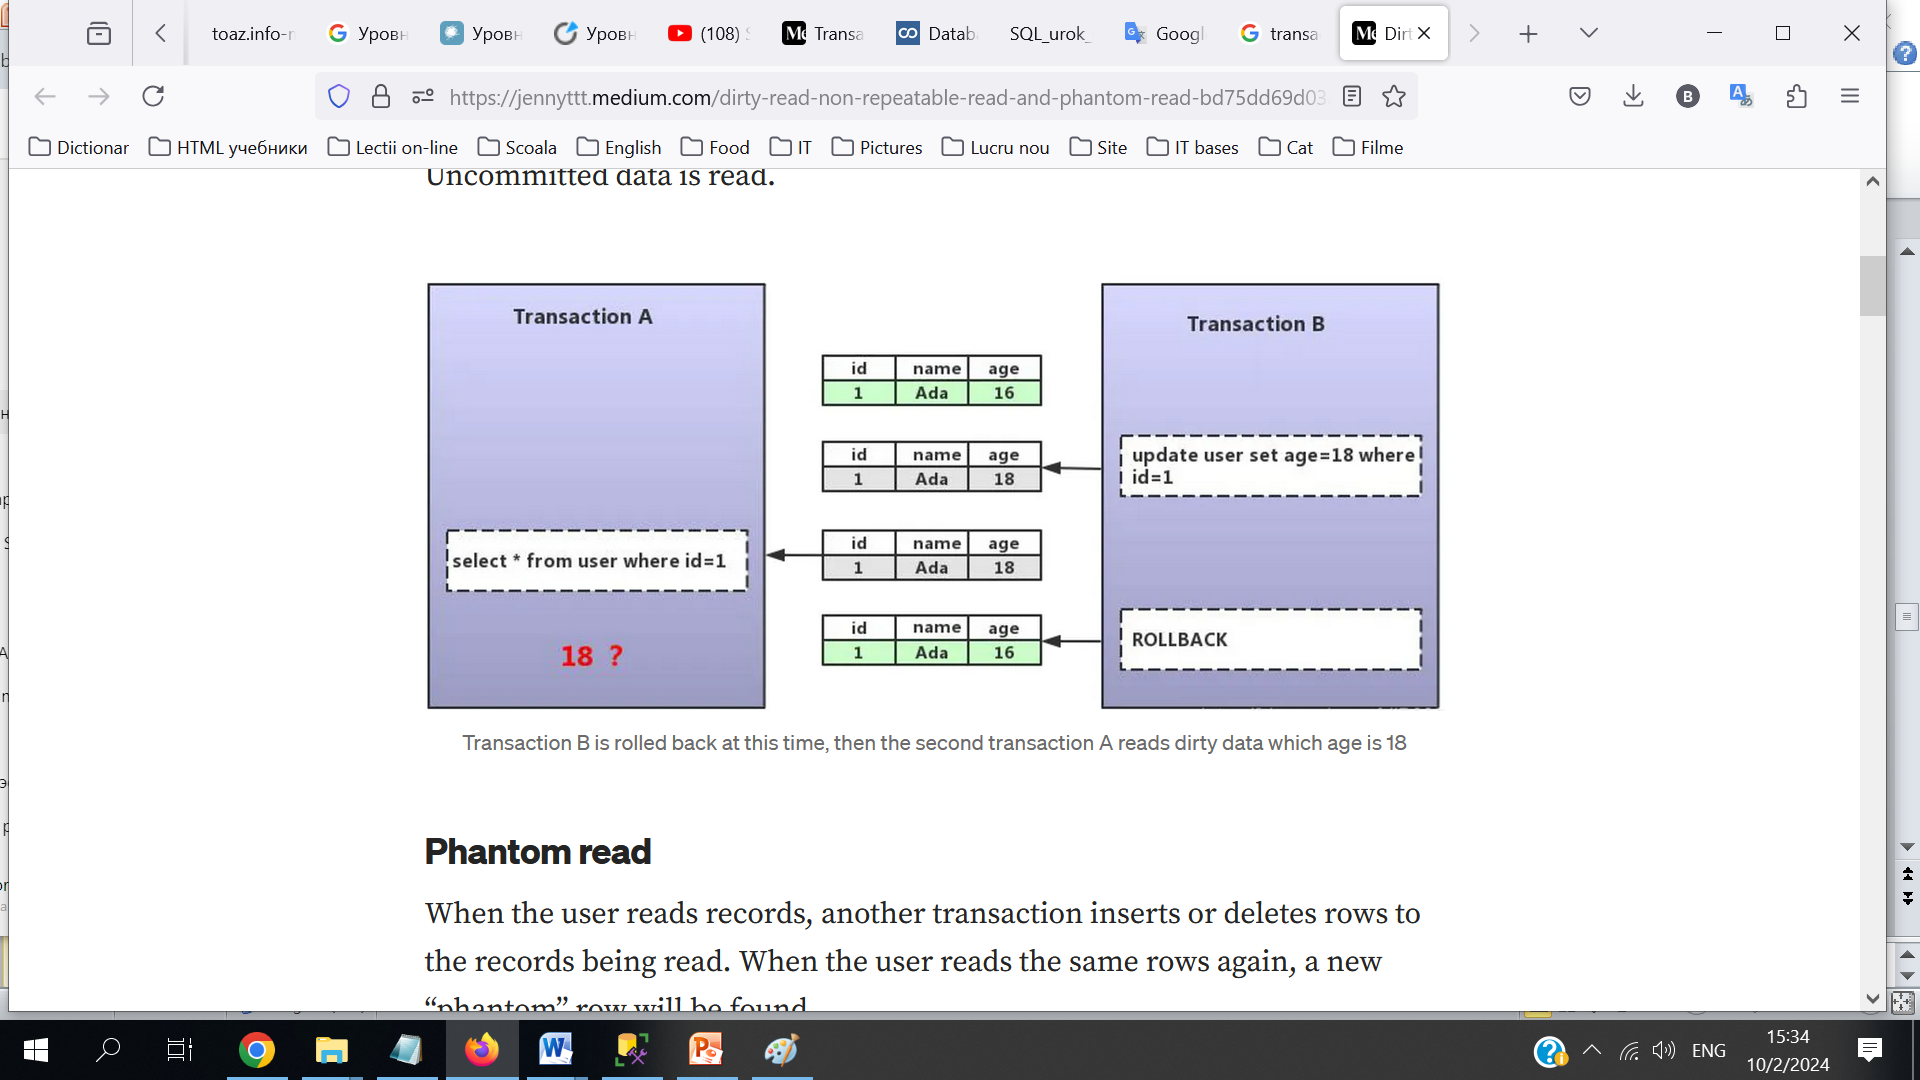 toaz.info-r
Уровн
Уровн
Уровн
(108)
Transa
Datab
SQL_urok_
Googl
transa
Dirt
https://jennyttt.medium.com/dirty-read-non-repeatable-read-and-phantom-read-bd75dd69d03
B
Dictionar
HTML учебники
Lectii on-line
Scoala
English
Food
IT
Pictures
Lucru nou
Site
IT bases
Cat
Filme
Uncommitted data is read.
Transaction A
Transaction B
id name age
1 Ada 16
id name age
1 Ada 18
update user set age=18 where
id=1
id name age
1 Ada 18
select * from user where id=1
id name age
1 Ada 16
ROLLBACK
18 ?
Transaction B is rolled back at this time, then the second transaction A reads dirty data which age is 18
Phantom read
When the user reads records, another transaction inserts or deletes rows to
the records being read. When the user reads the same rows again, a new
“phantom” row will be found
ENG
15:34
10/2/2024